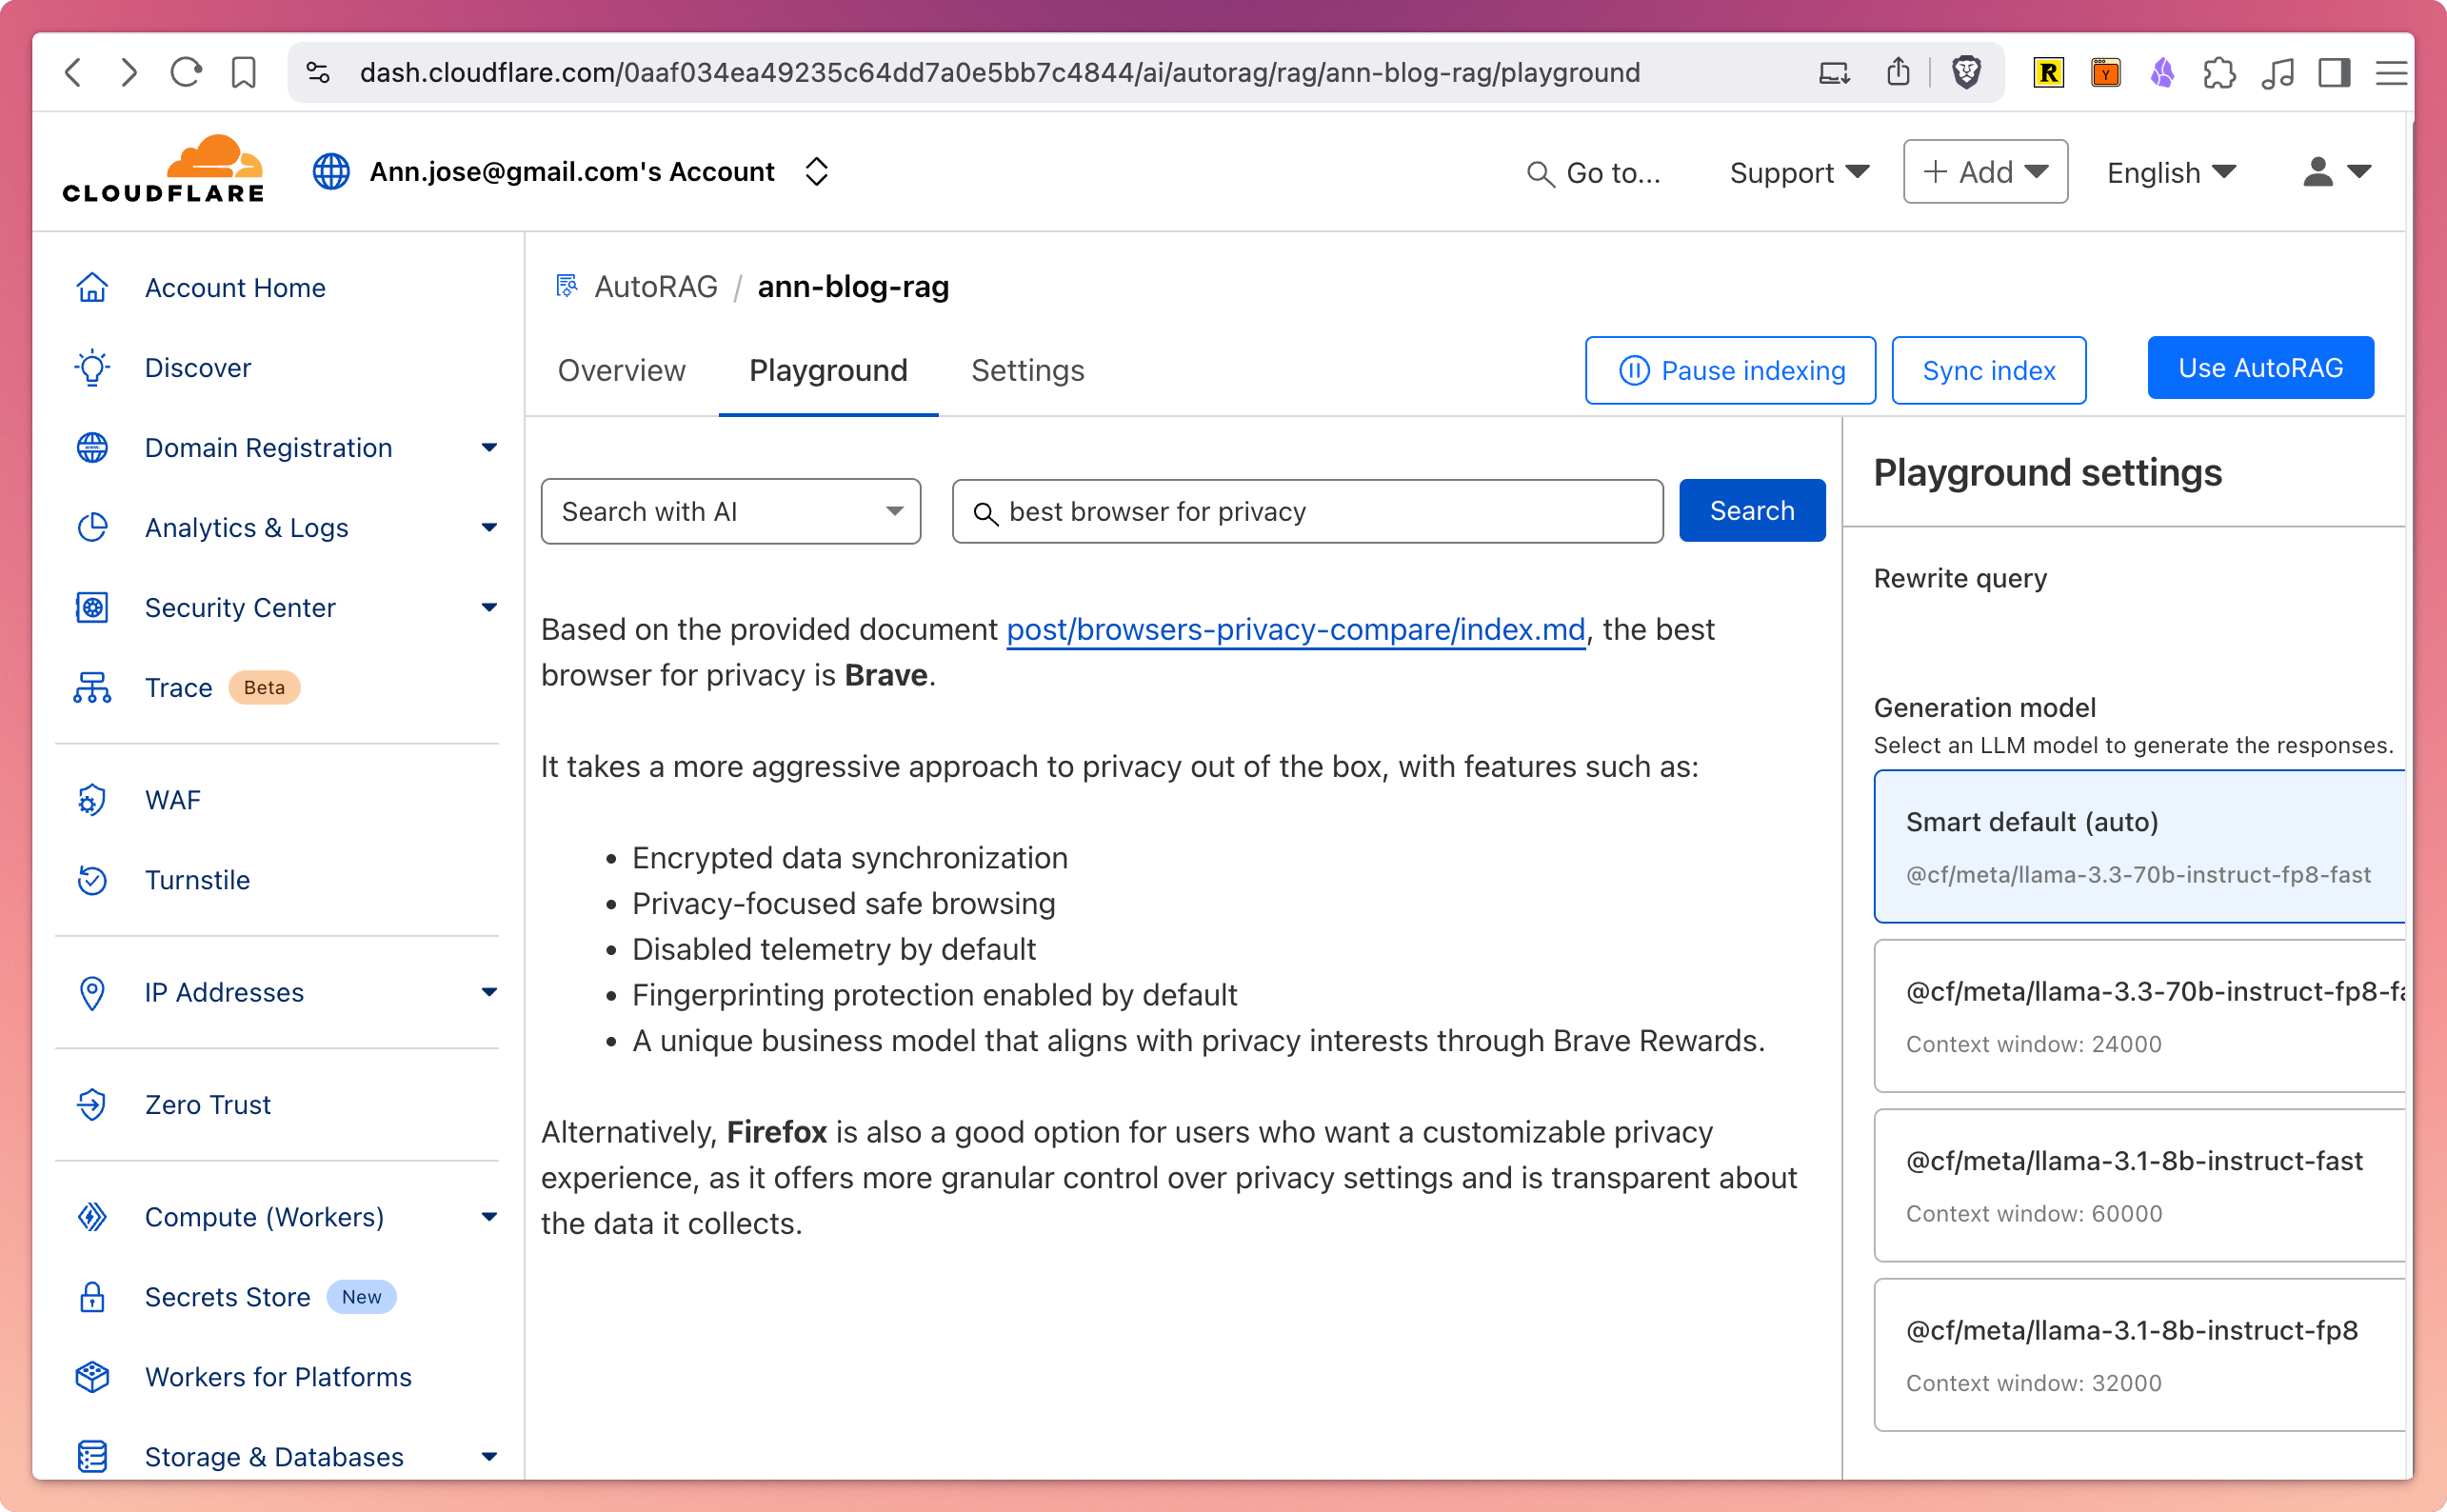 dash.cloudflare.com/0aaf034ea49235c64dd7a0e5bb7c4844/ai/autorag/rag/ann-blog-rag/playground
R
Y
CLOUDFLARE
Ann.jose@gmail.com's Account
Go to...
Support
+ Add
English
Account Home
Discover
Domain Registration
Analytics & Logs
Security Center
Trace Beta
WAF
Turnstile
IP Addresses
Zero Trust
Compute (Workers)
Secrets Store New
Workers for Platforms
Storage & Databases
AutoRAG / ann-blog-rag
Overview Playground Settings
Pause indexing
Sync index
Use AutoRAG
Search with AI
best browser for privacy
Search
Based on the provided document post/browsers-privacy-compare/index.md, the best
browser for privacy is Brave.
It takes a more aggressive approach to privacy out of the box, with features such as:
• Encrypted data synchronization
• Privacy-focused safe browsing
• Disabled telemetry by default
• Fingerprinting protection enabled by default
• A unique business model that aligns with privacy interests through Brave Rewards.
Alternatively, Firefox is also a good option for users who want a customizable privacy
experience, as it offers more granular control over privacy settings and is transparent about
the data it collects.
Playground settings
Rewrite query
Generation model
Select an LLM model to generate the responses.
Smart default (auto)
@cf/meta/llama-3.3-70b-instruct-fp8-fast
@cf/meta/llama-3.3-70b-instruct-fp8-fa
Context window: 24000
@cf/meta/llama-3.1-8b-instruct-fast
Context window: 60000
@cf/meta/llama-3.1-8b-instruct-fp8
Context window: 32000